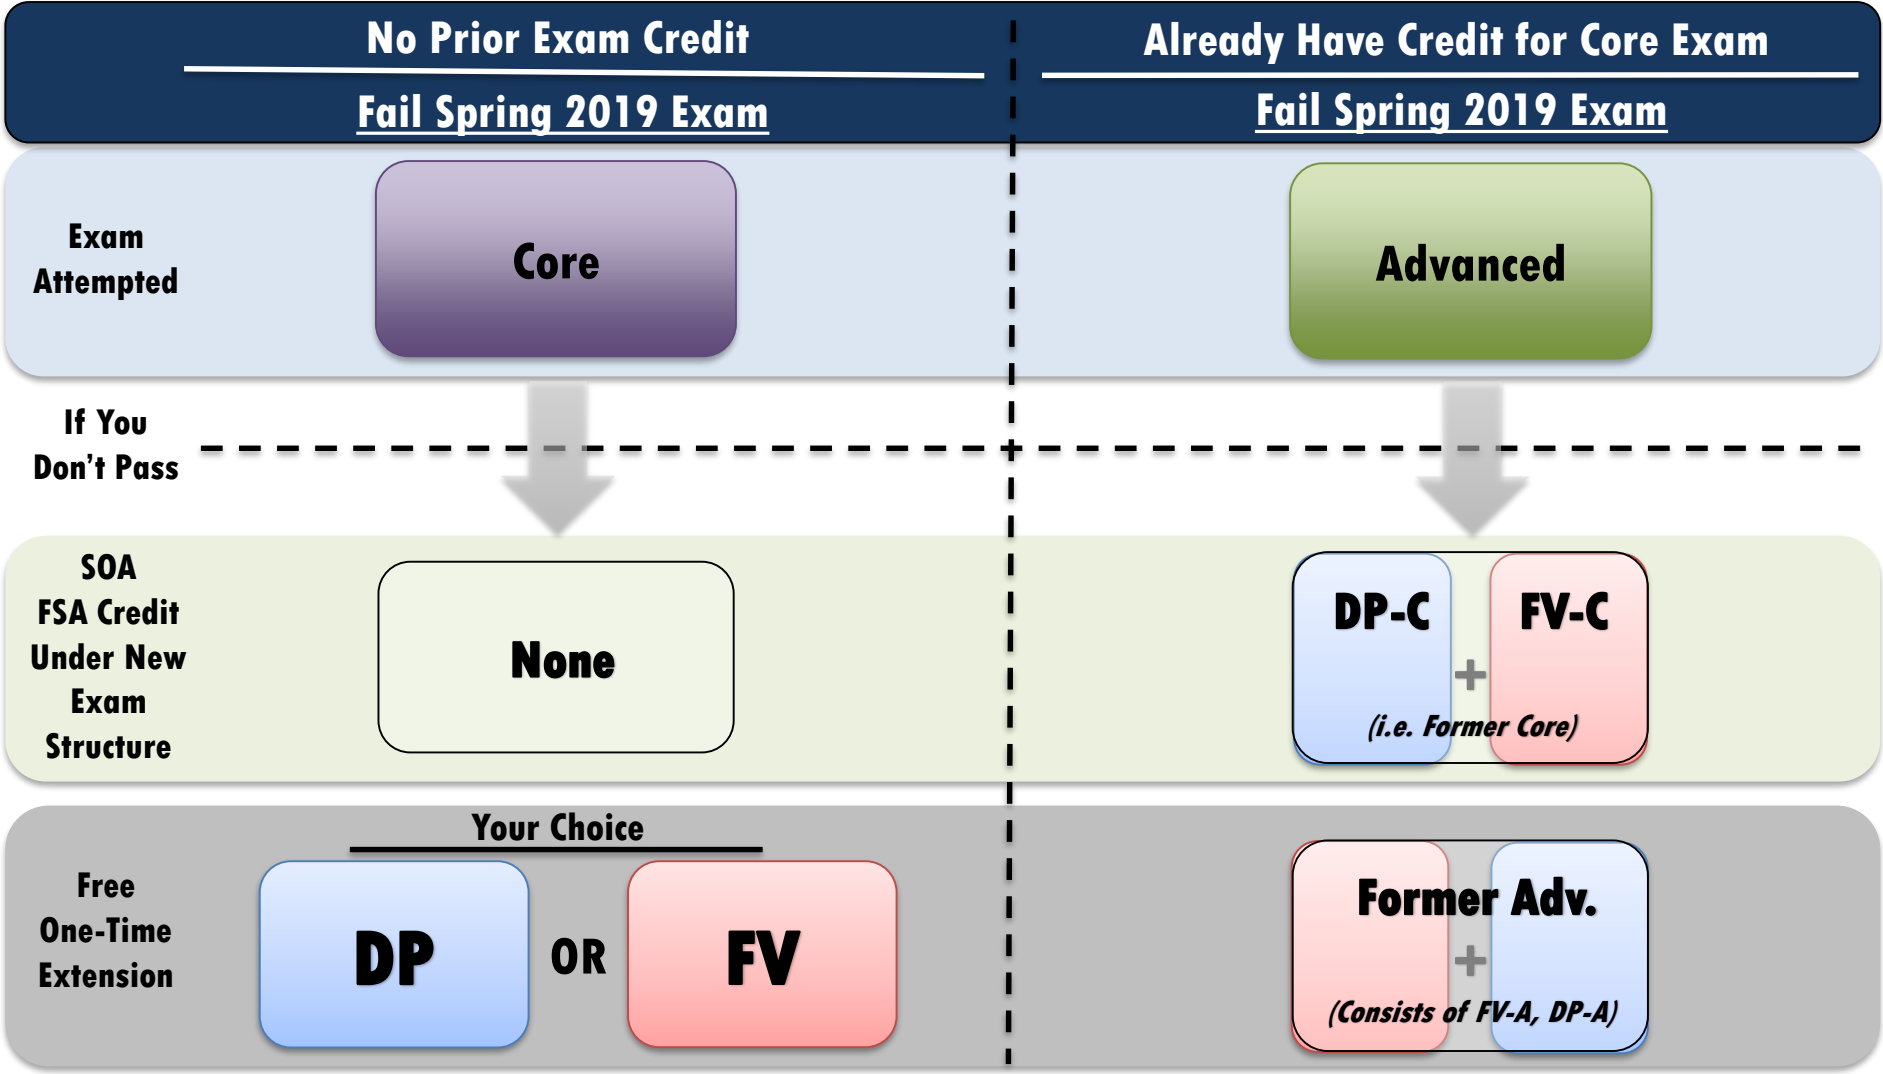 No Prior Exam Credit
Fail Spring 2019 Exam
Already Have Credit for Core Exam
Fail Spring 2019 Exam
Exam
Attempted
Core
Advanced
If You
Don't Pass
SOA
FSA Credit
Under New
Exam
Structure
None
DP-C
+
FV-C
(i.e. Former Core)
Free
One-Time
Extension
Your Choice
DP
OR
FV
Former Adv.
+
(Consists of FV-A, DP-A)